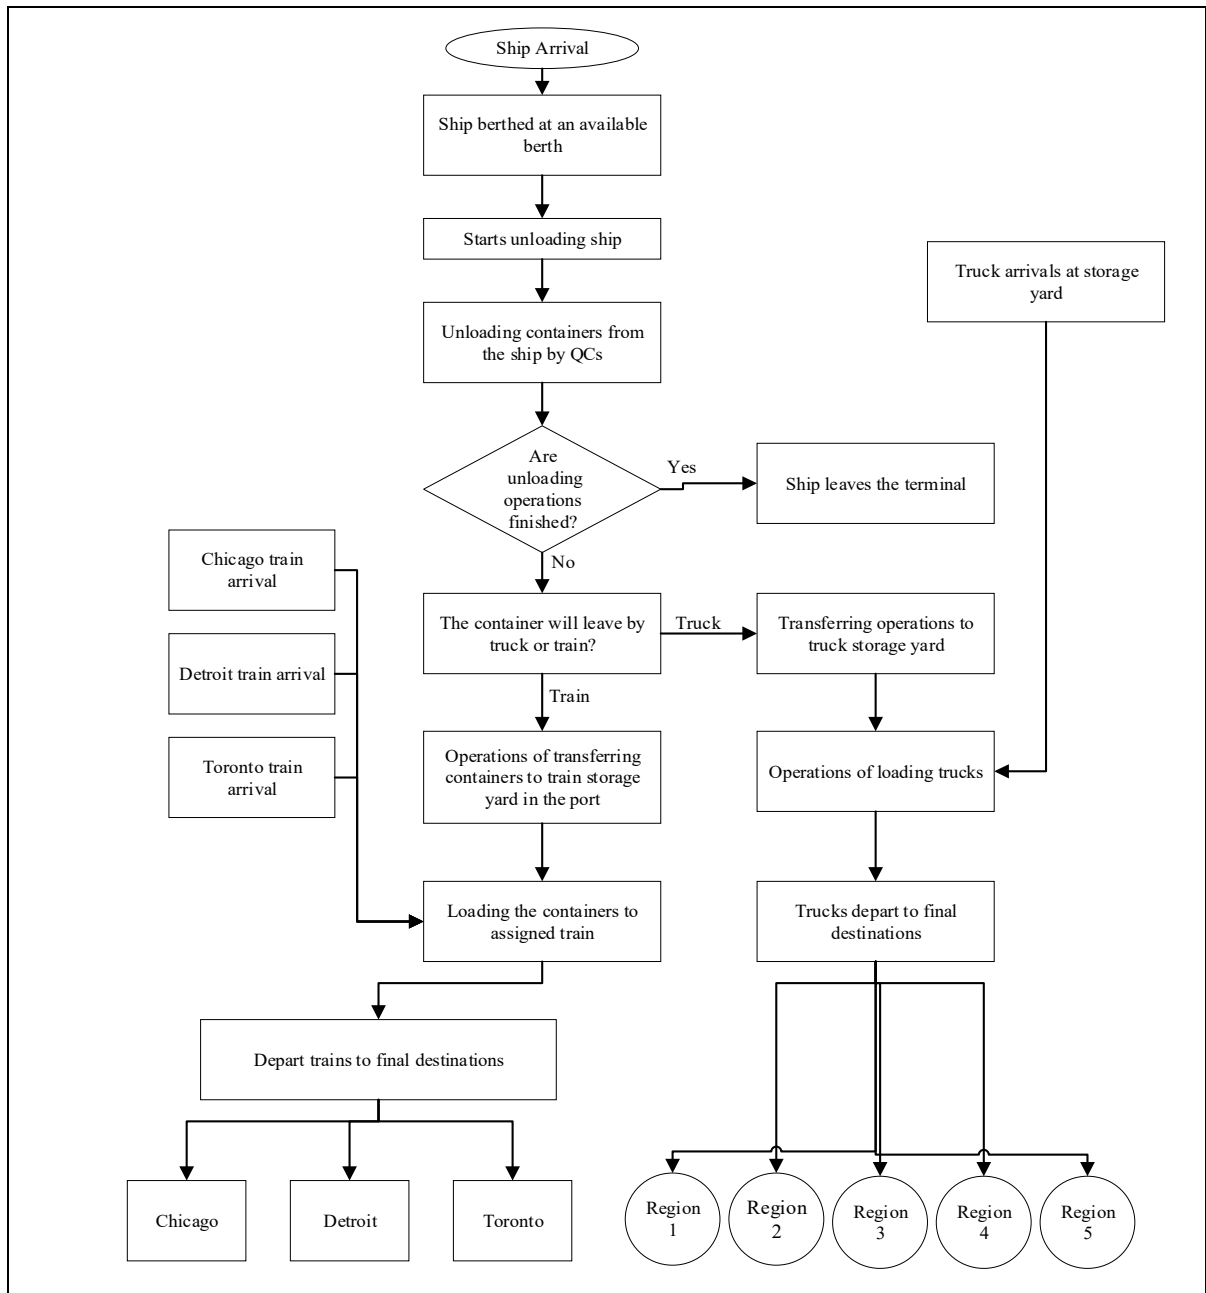 Ship Arrival
Ship berthed at an available
berth
Starts unloading ship
Truck arrivals at storage
yard
Unloading containers from
the ship by QCs
Are
unloading
operations
finished?
Yes
Ship leaves the terminal
No
Chicago train
arrival
The container will leave by
truck or train?
Truck
Transferring operations to
truck storage yard
Detroit train arrival
Train
Toronto train
arrival
Operations of transferring
containers to train storage
yard in the port
Operations of loading trucks
Loading the containers to
assigned train
Trucks depart to final
destinations
Depart trains to final destinations
Chicago
Detroit
Toronto
Region
1
Region
2
Region
3
Region
4
Region
5